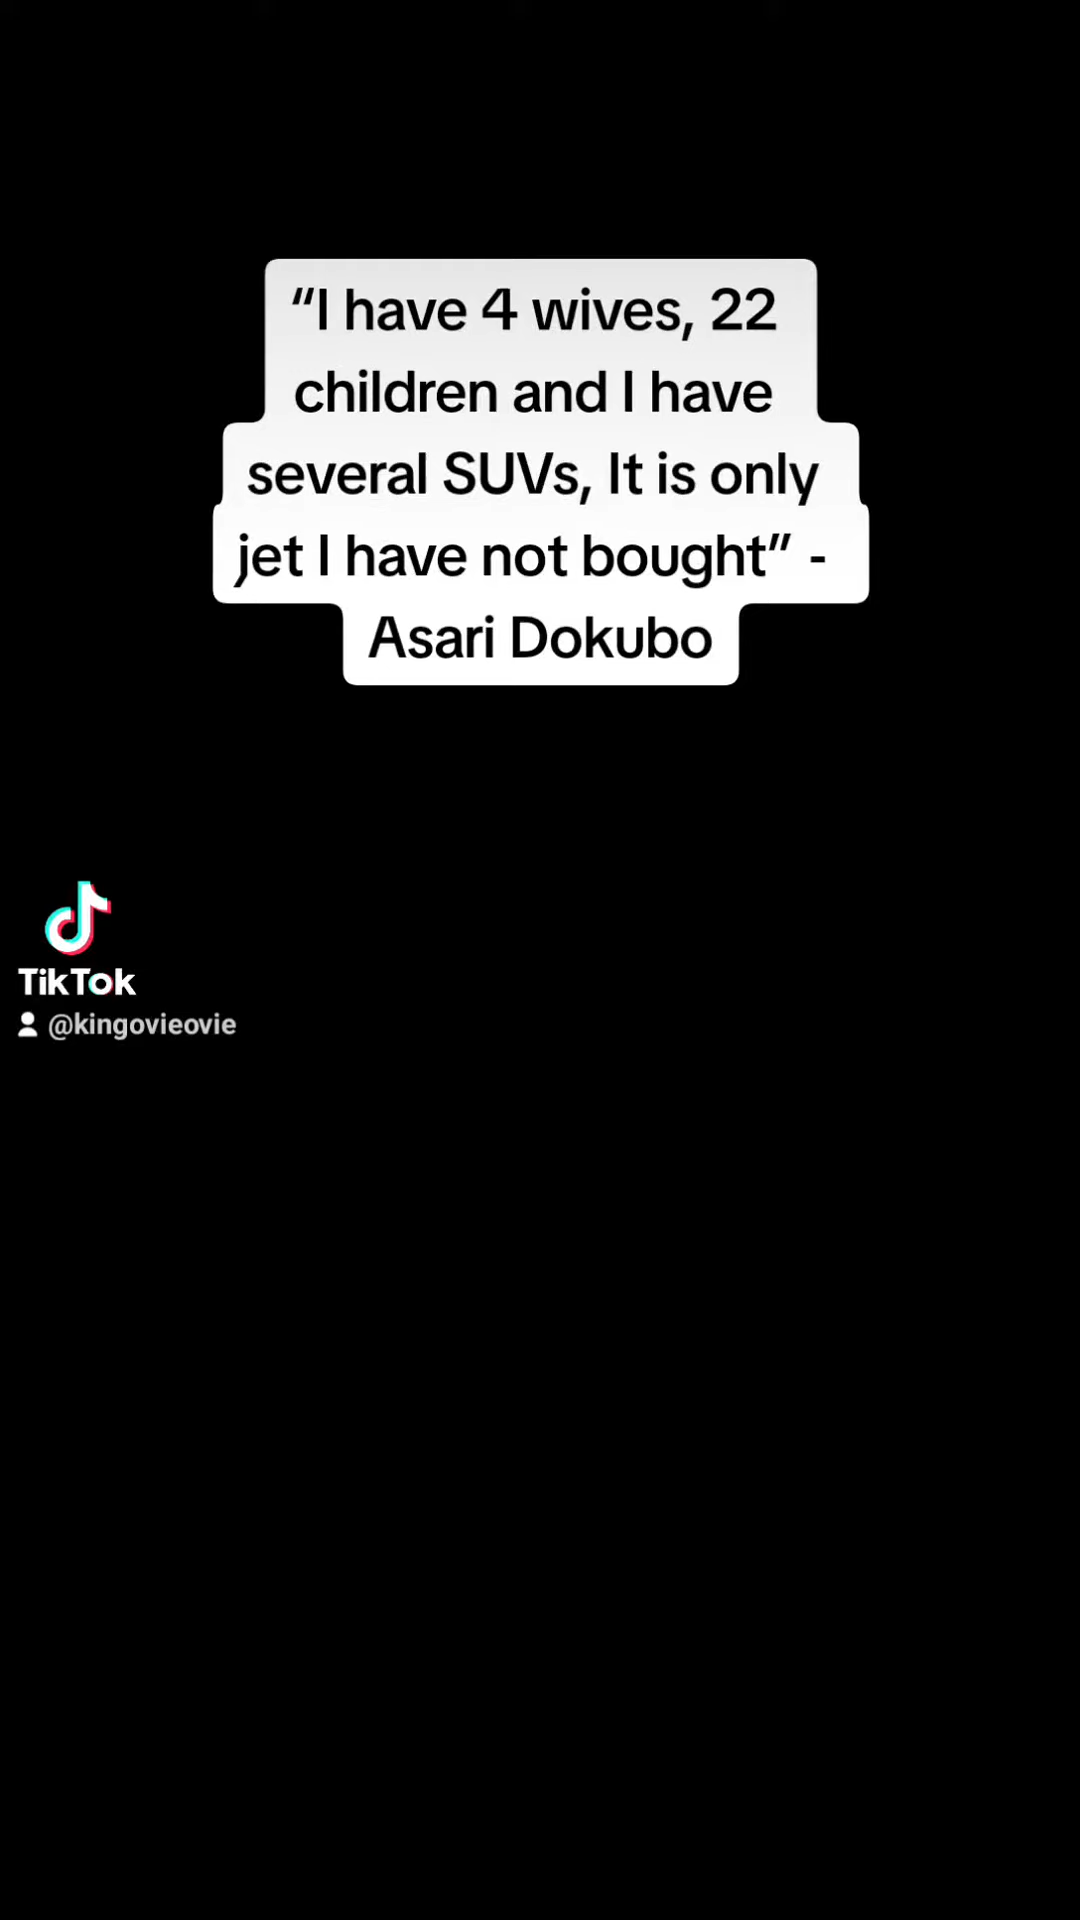 “I have 4 wives, 22
children and I have
several SUVs, It is only
jet I have not bought” -
Asari Dokubo
TikTok
@kingovieovie